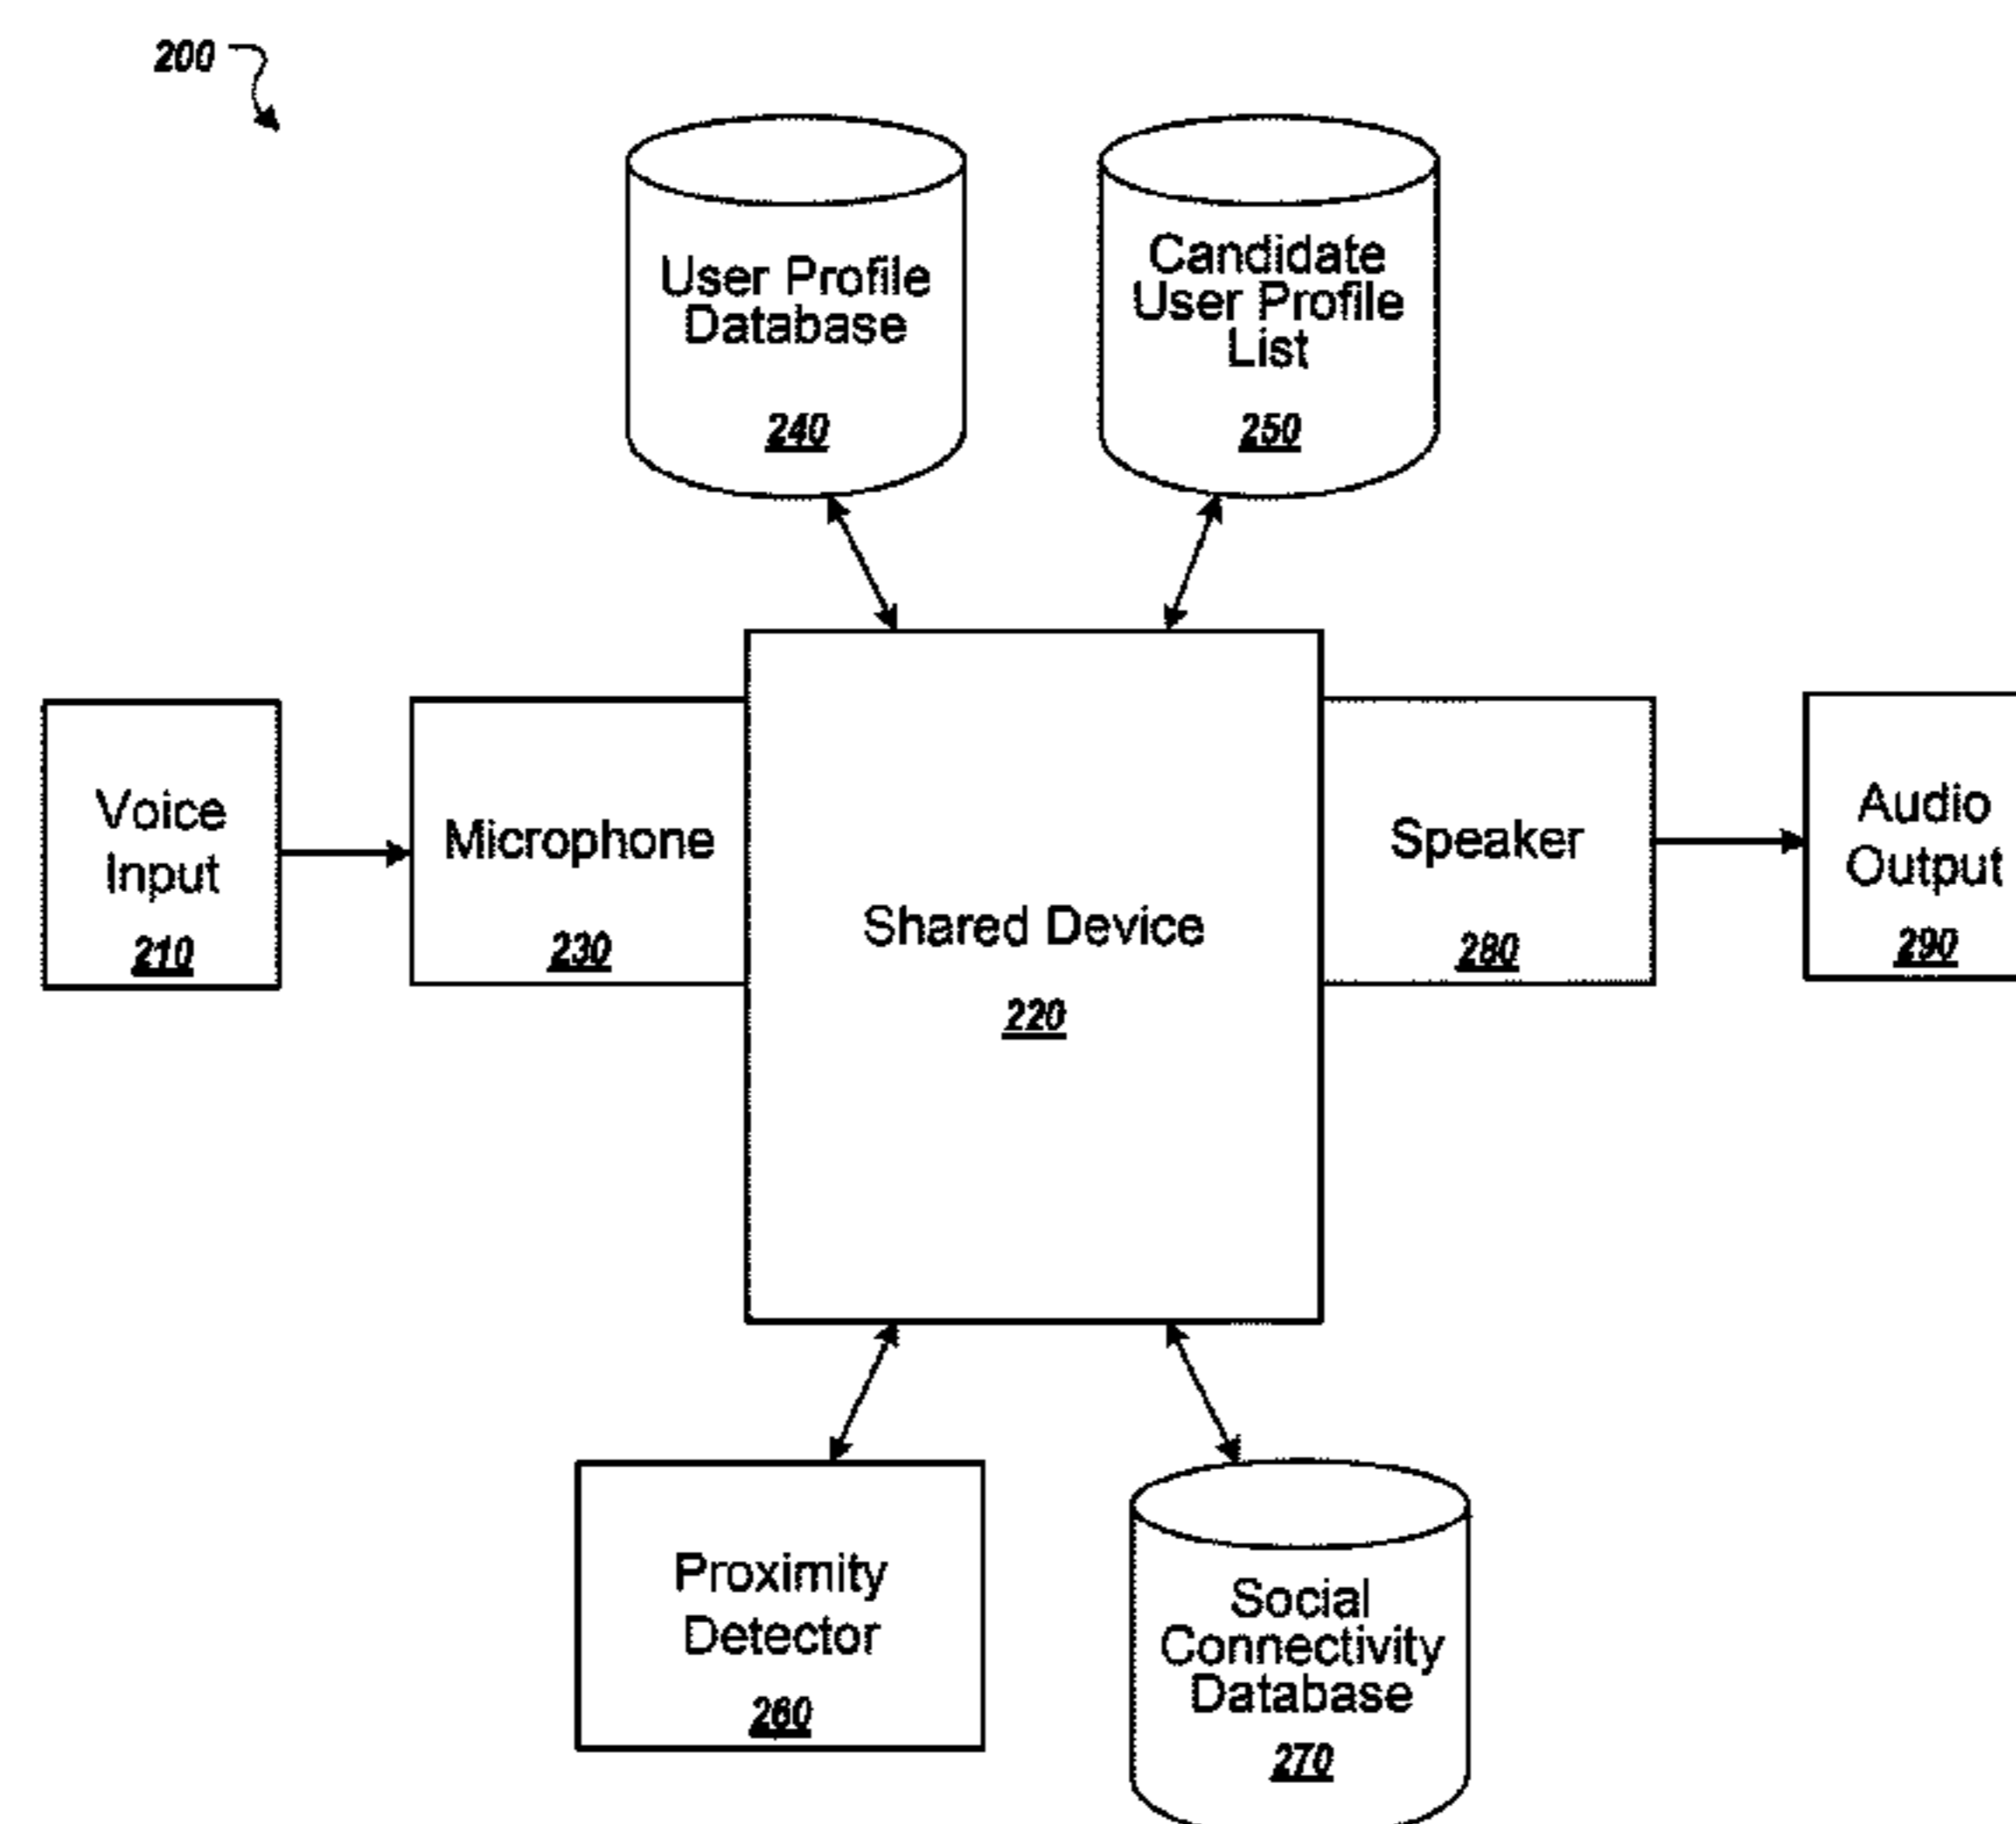 200
User Profile
Database
240
Candidate
User Profile
List
250
Voice
Input
210
Microphone
230
Shared Device
220
Speaker
280
Audio
Output
290
Proximity
Detector
260
Social
Connectivity
Database
270